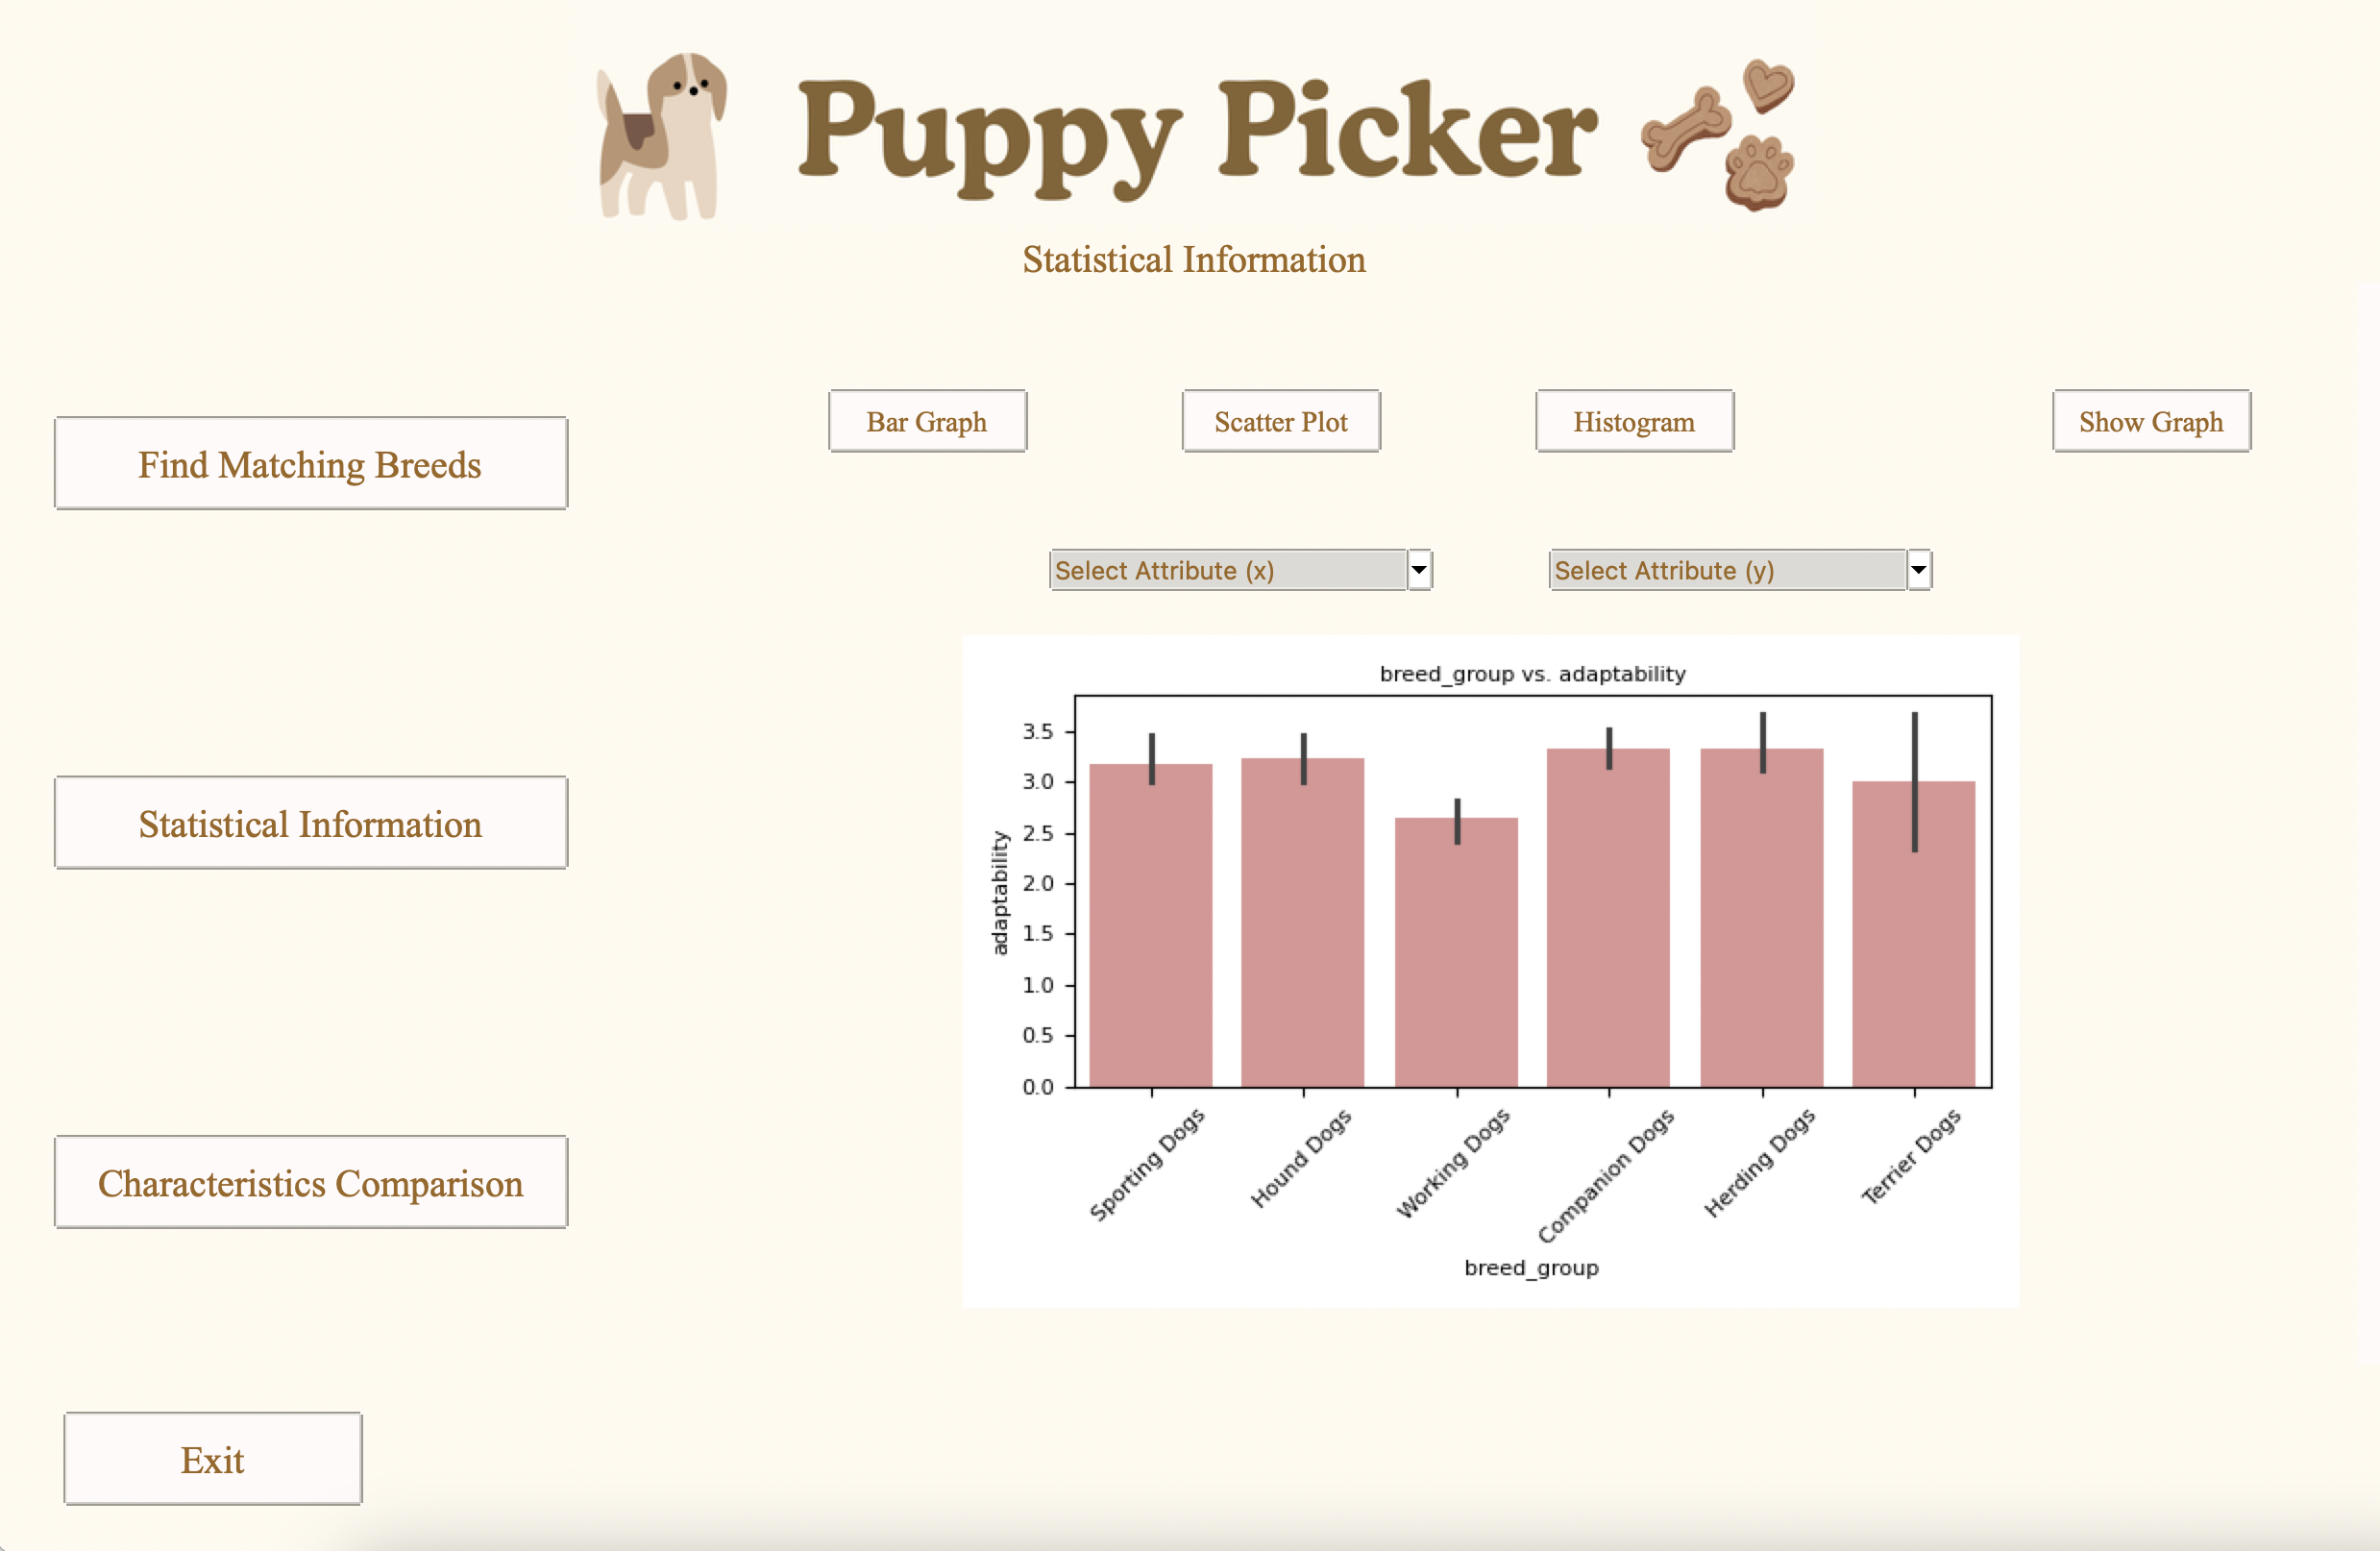 Puppy Picker
Statistical Information
Bar Graph
Scatter Plot
Histogram
Show Graph
Find Matching Breeds
Select Attribute (x)
Select Attribute (y)
Statistical Information
Characteristics Comparison
Exit
breed_group vs. adaptability
adaptability
3.5
3.0
2.5
2.0
1.5
1.0
0.5
0.0
Sporting Dogs
Hound Dogs
Working Dogs
Companion Dogs
Herding Dogs
Terrier Dogs
breed_group